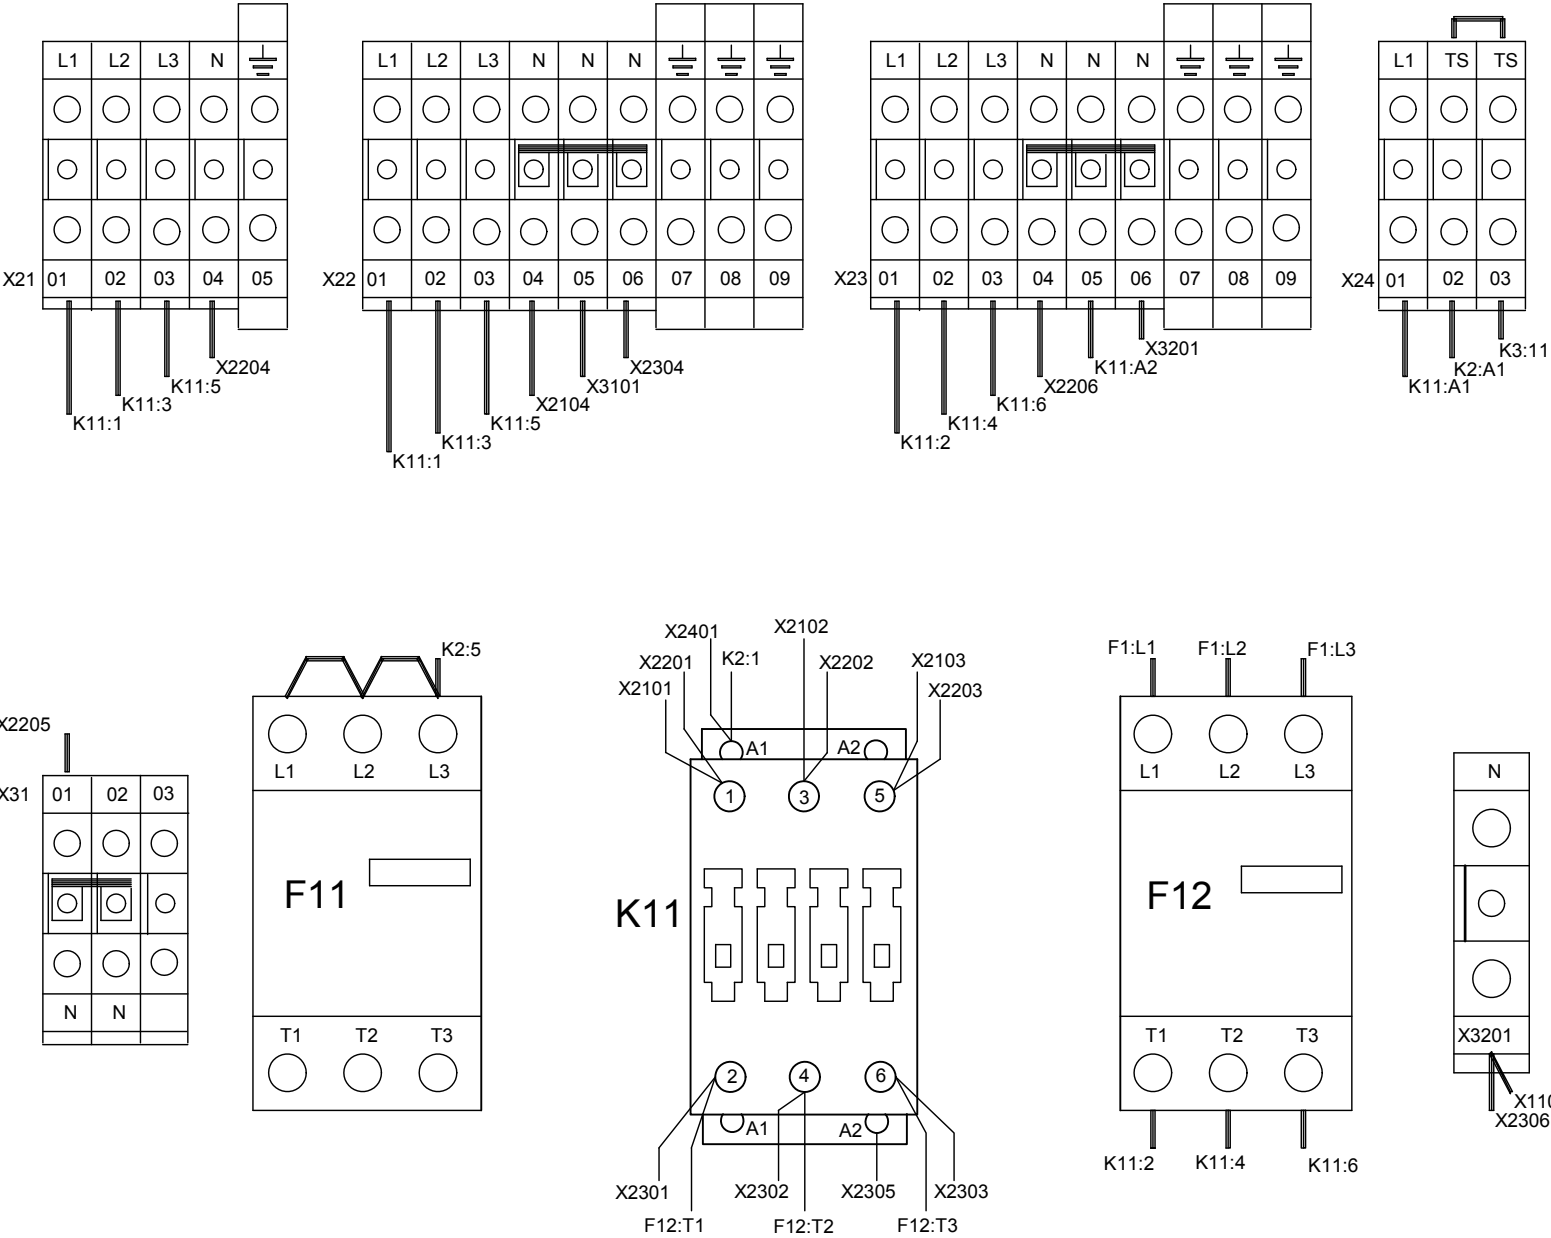 L1 L2 L3 N
L1 L2 L3 N N N
L1 L2 L3 N N N
L1 TS TS
X21 01 02 03 04 05
X22 01 02 03 04 05 06 07 08 09
X23 01 02 03 04 05 06 07 08 09
X24 01 02 03
X2204
K11:5
K11:3
K11:1
X2304
X3101
X2104
K11:5
K11:3
K11:1
X3201
K11:A2
X2206
K11:6
K11:4
K11:2
K3:11
K2:A1
K11:A1
X2205
X31 01 02 03
N N
K2:5
L1 L2 L3
F11
T1 T2 T3
X2401
X2102
X2201
K2:1
X2202
X2103
X2101
X2203
A1 A2
1 3 5
K11
2 4 6
A1 A2
X2301
X2302
X2305
X2303
F12:T1
F12:T2
F12:T3
F1:L1 F1:L2 F1:L3
L1 L2 L3
F12
T1 T2 T3
K11:2 K11:4 K11:6
N
X3201
X110
X2306